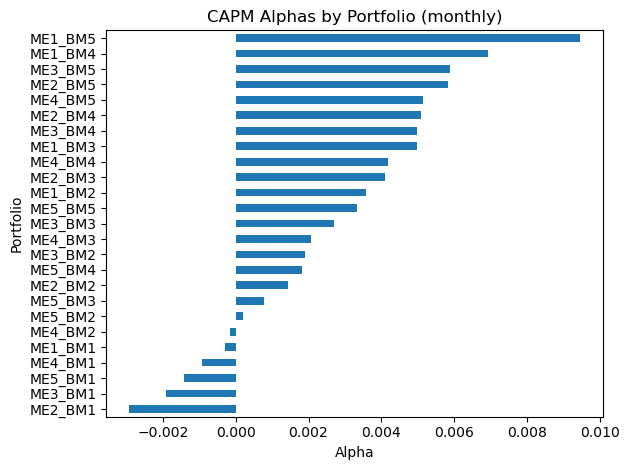 CAPM Alphas by Portfolio (monthly)
ME1_BM5
ME1_BM4
ME3_BM5
ME2_BM5
ME4_BM5
ME2_BM4
ME3_BM4
ME1_BM3
ME4_BM4
ME2_BM3
ME1_BM2
ME5_BM5
ME3_BM3
ME4_BM3
ME3_BM2
ME5_BM4
ME2_BM2
ME5_BM3
ME5_BM2
ME4_BM2
ME1_BM1
ME4_BM1
ME5_BM1
ME3_BM1
ME2_BM1
Portfolio
−0.002 0.000 0.002 0.004 0.006 0.008 0.010
Alpha